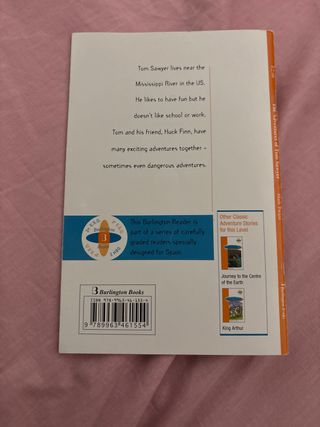 Tom Sawyer lives near the
Mississippi River in the US.
He likes to have fun but he
doesn't like school or work.
Tom and his friend, Huck Finn, have
many exciting adventures together –
sometimes even dangerous adventures.
Burlington
3
This Burlington Reader is
part of a series of carefully
graded readers specially
designed for Spain.
Other Classic
Adventure Stories
for this Level
Journey to the Centre
of the Earth
King Arthur
Burlington Books
9 789963 461554
The Adventures of Tom Sawyer
Mark Twain